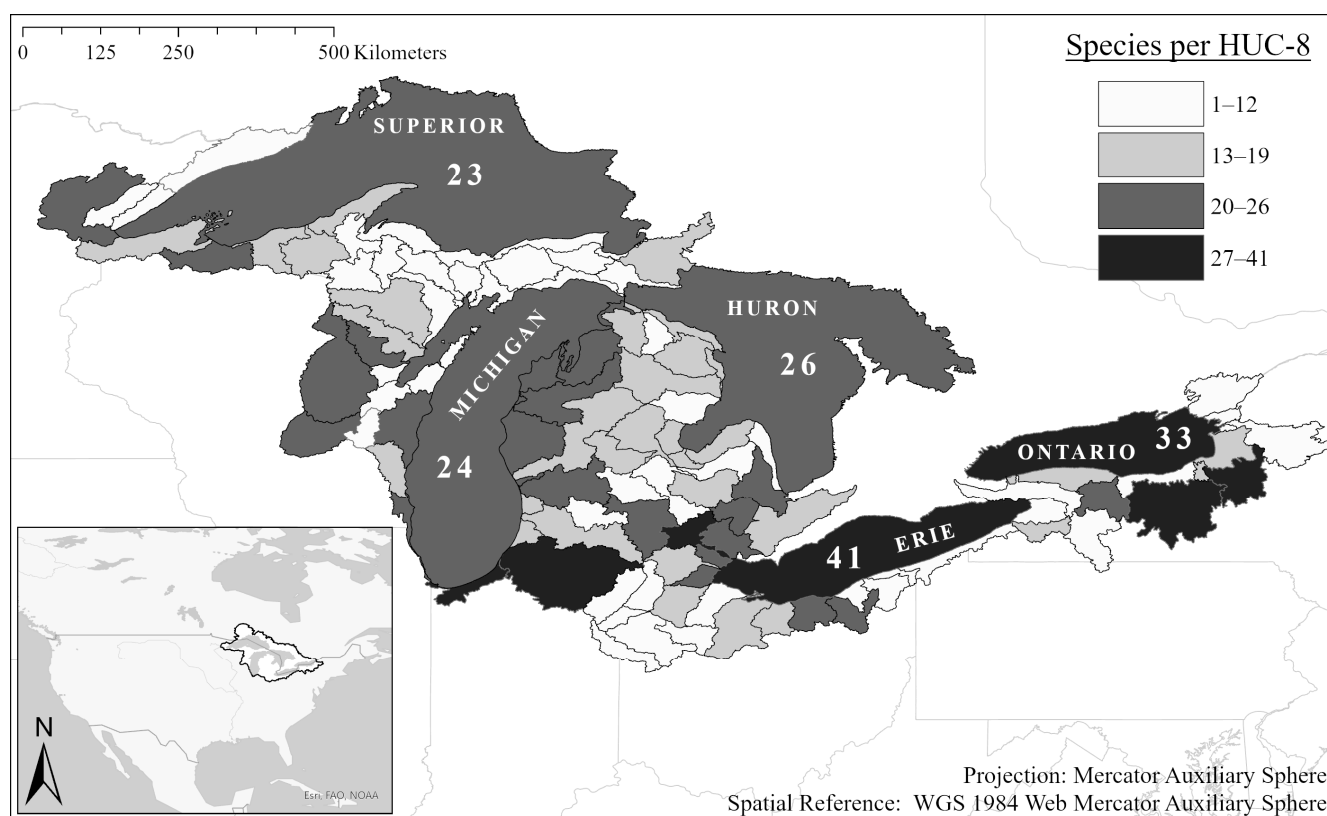 0 125 250 500 Kilometers
Species per HUC-8
1–12
13–19
20–26
27–41
SUPERIOR
23
HURON
26
MICHIGAN
24
ONTARIO 33
ERIE
41
N
Esri, FAO, NOAA
Projection: Mercator Auxiliary Sphere
Spatial Reference: WGS 1984 Web Mercator Auxiliary Sphere